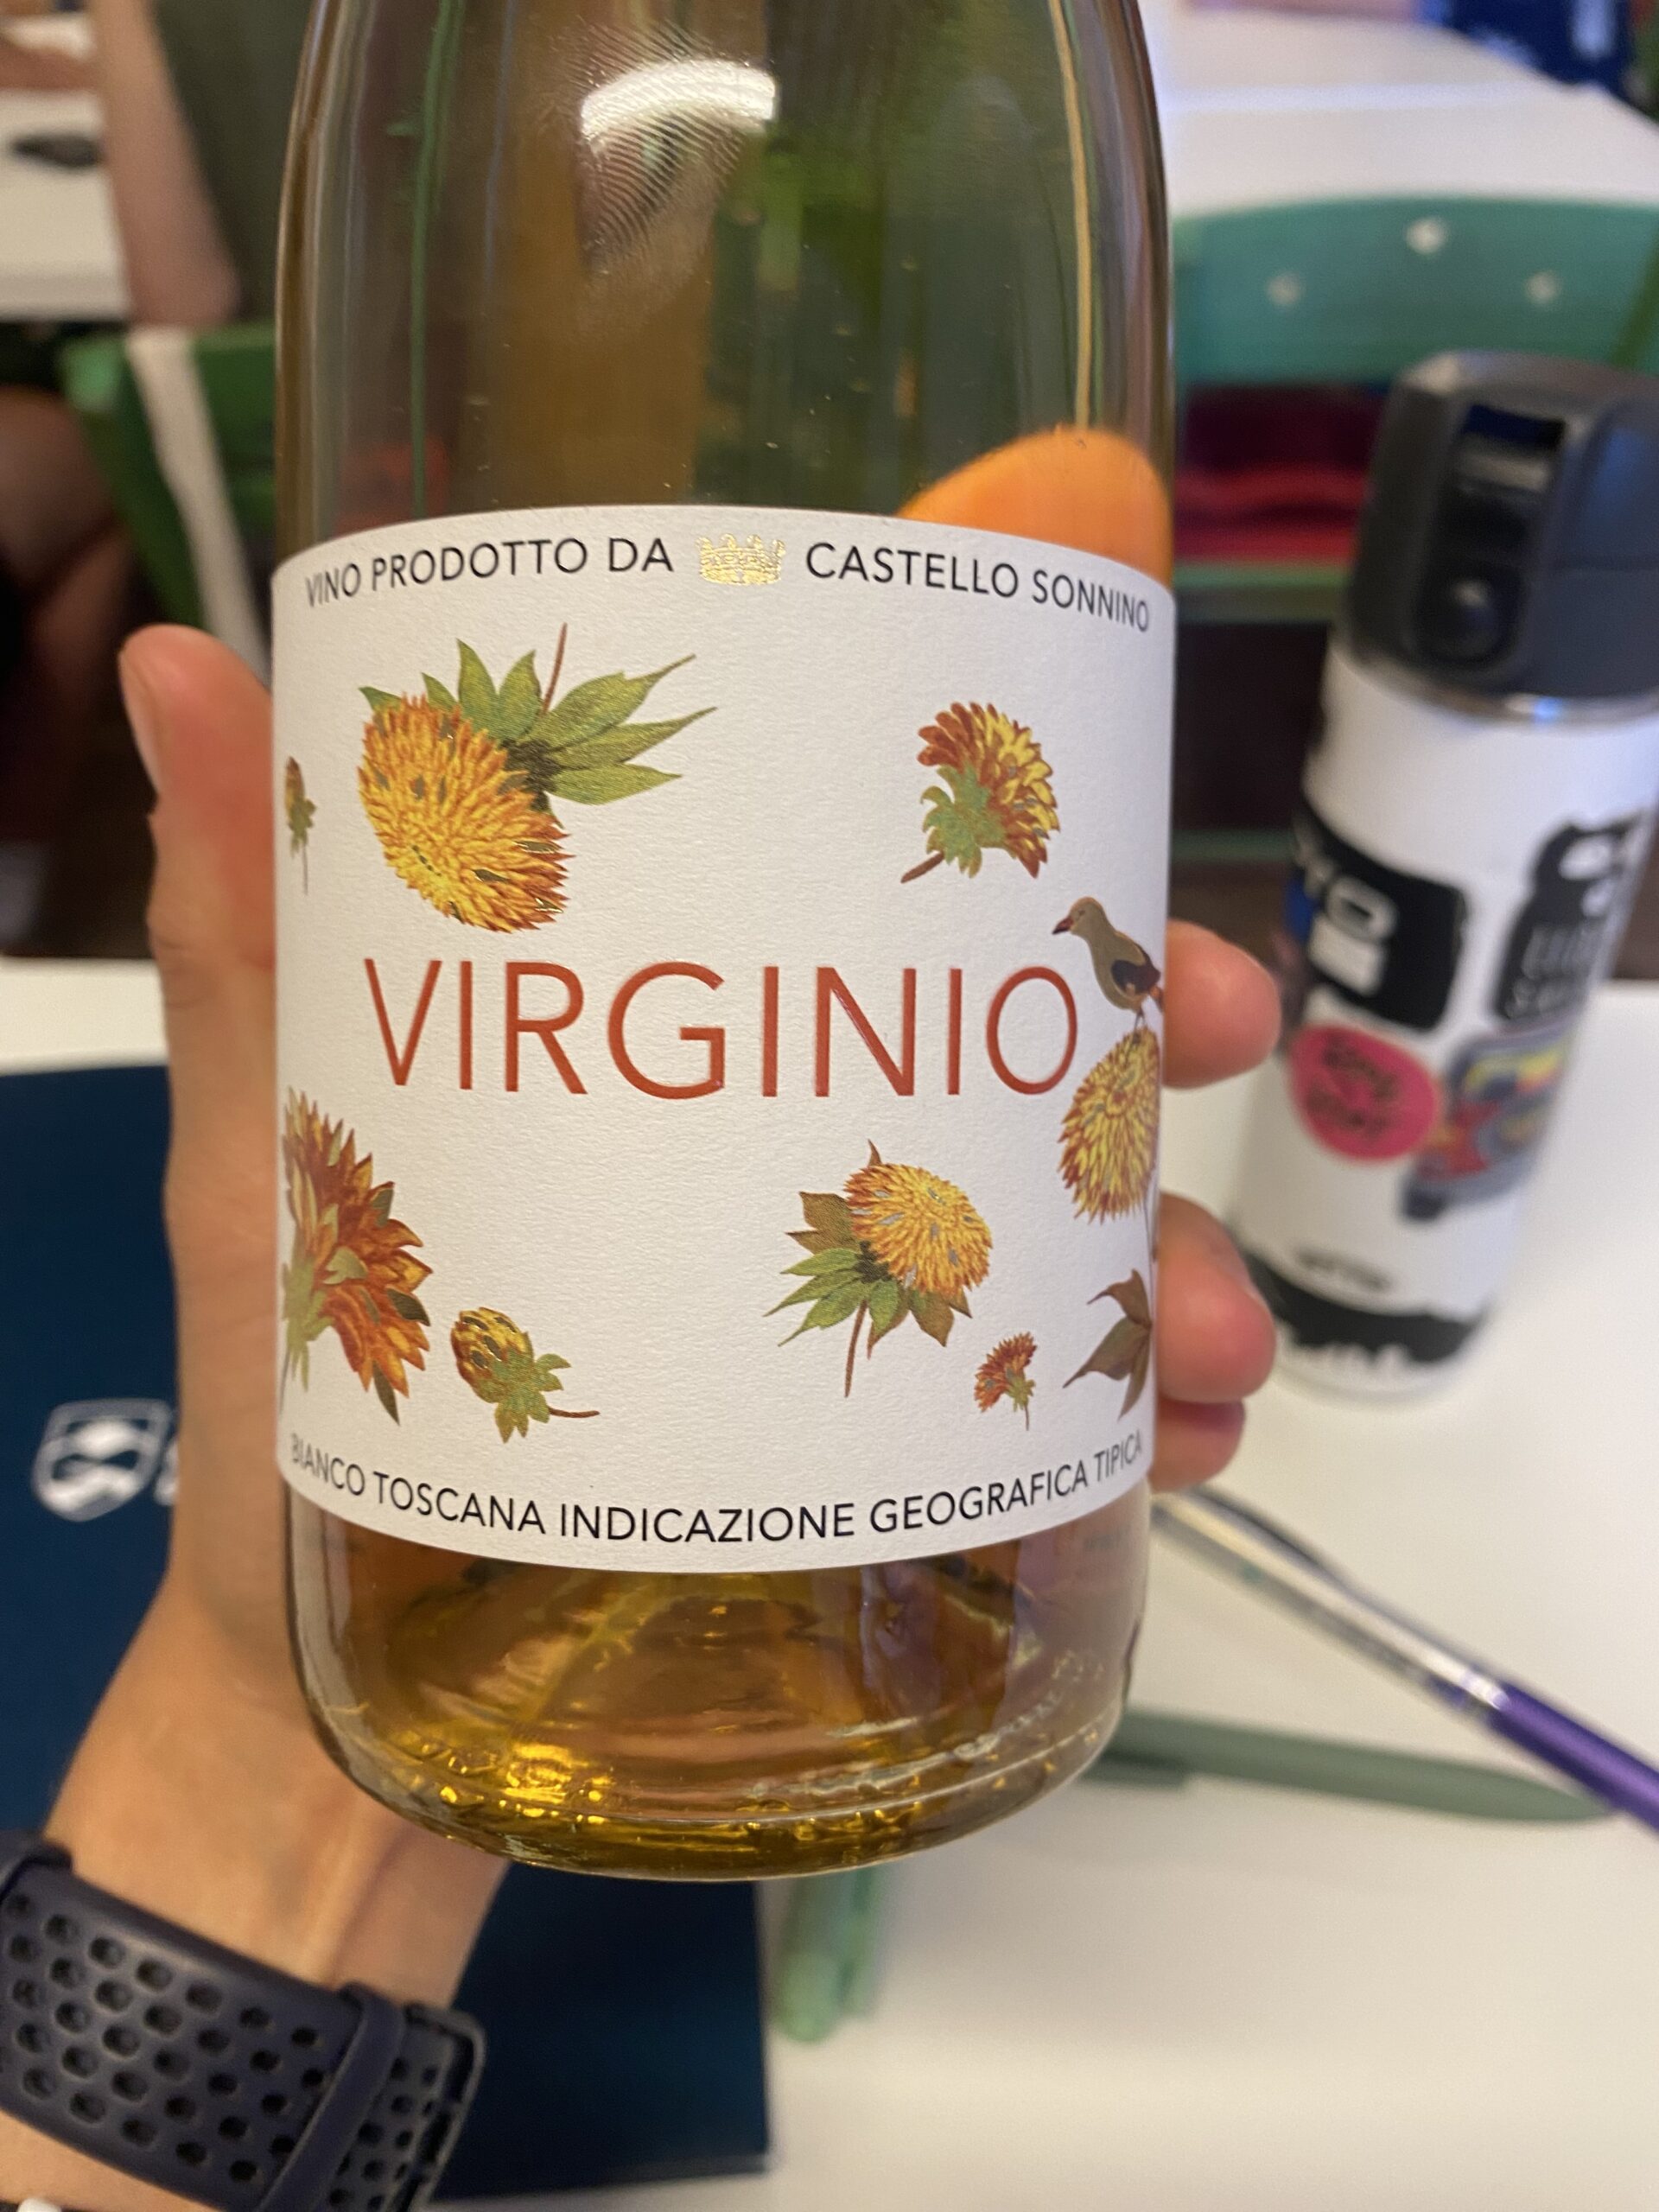 VINO PRODOTTO DA CASTELLO SONNINO
VIRGINIO
BIANCO TOSCANA INDICAZIONE GEOGRAFICA TIPICA